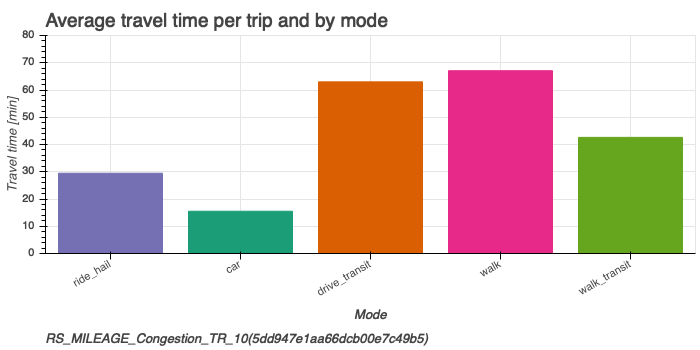 Average travel time per trip and by mode
80
70
60
50
40
30
20
10
0
Travel time [min]
ride_hail
car
drive_transit
walk
walk_transit
Mode
RS_MILEAGE_Congestion_TR_10(5dd947e1aa66dcb00e7c49b5)